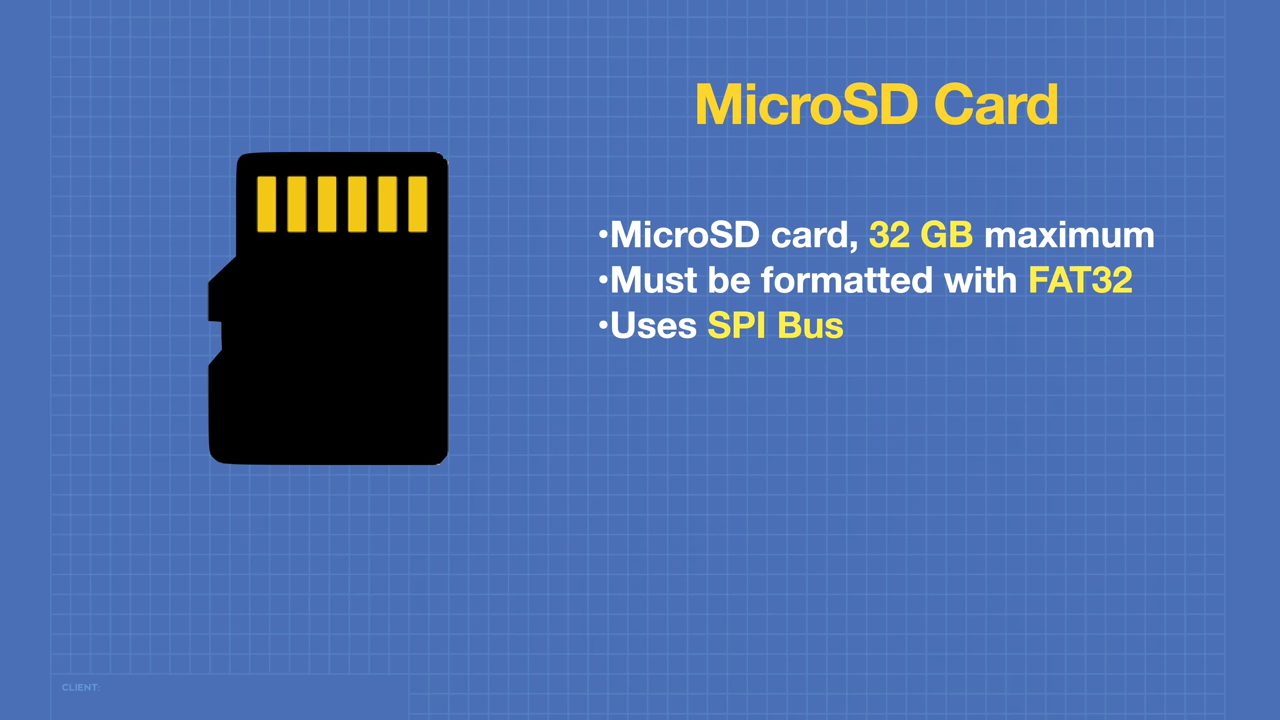 MicroSD Card
•MicroSD card, 32 GB maximum
•Must be formatted with FAT32
•Uses SPI Bus
CLIENT: